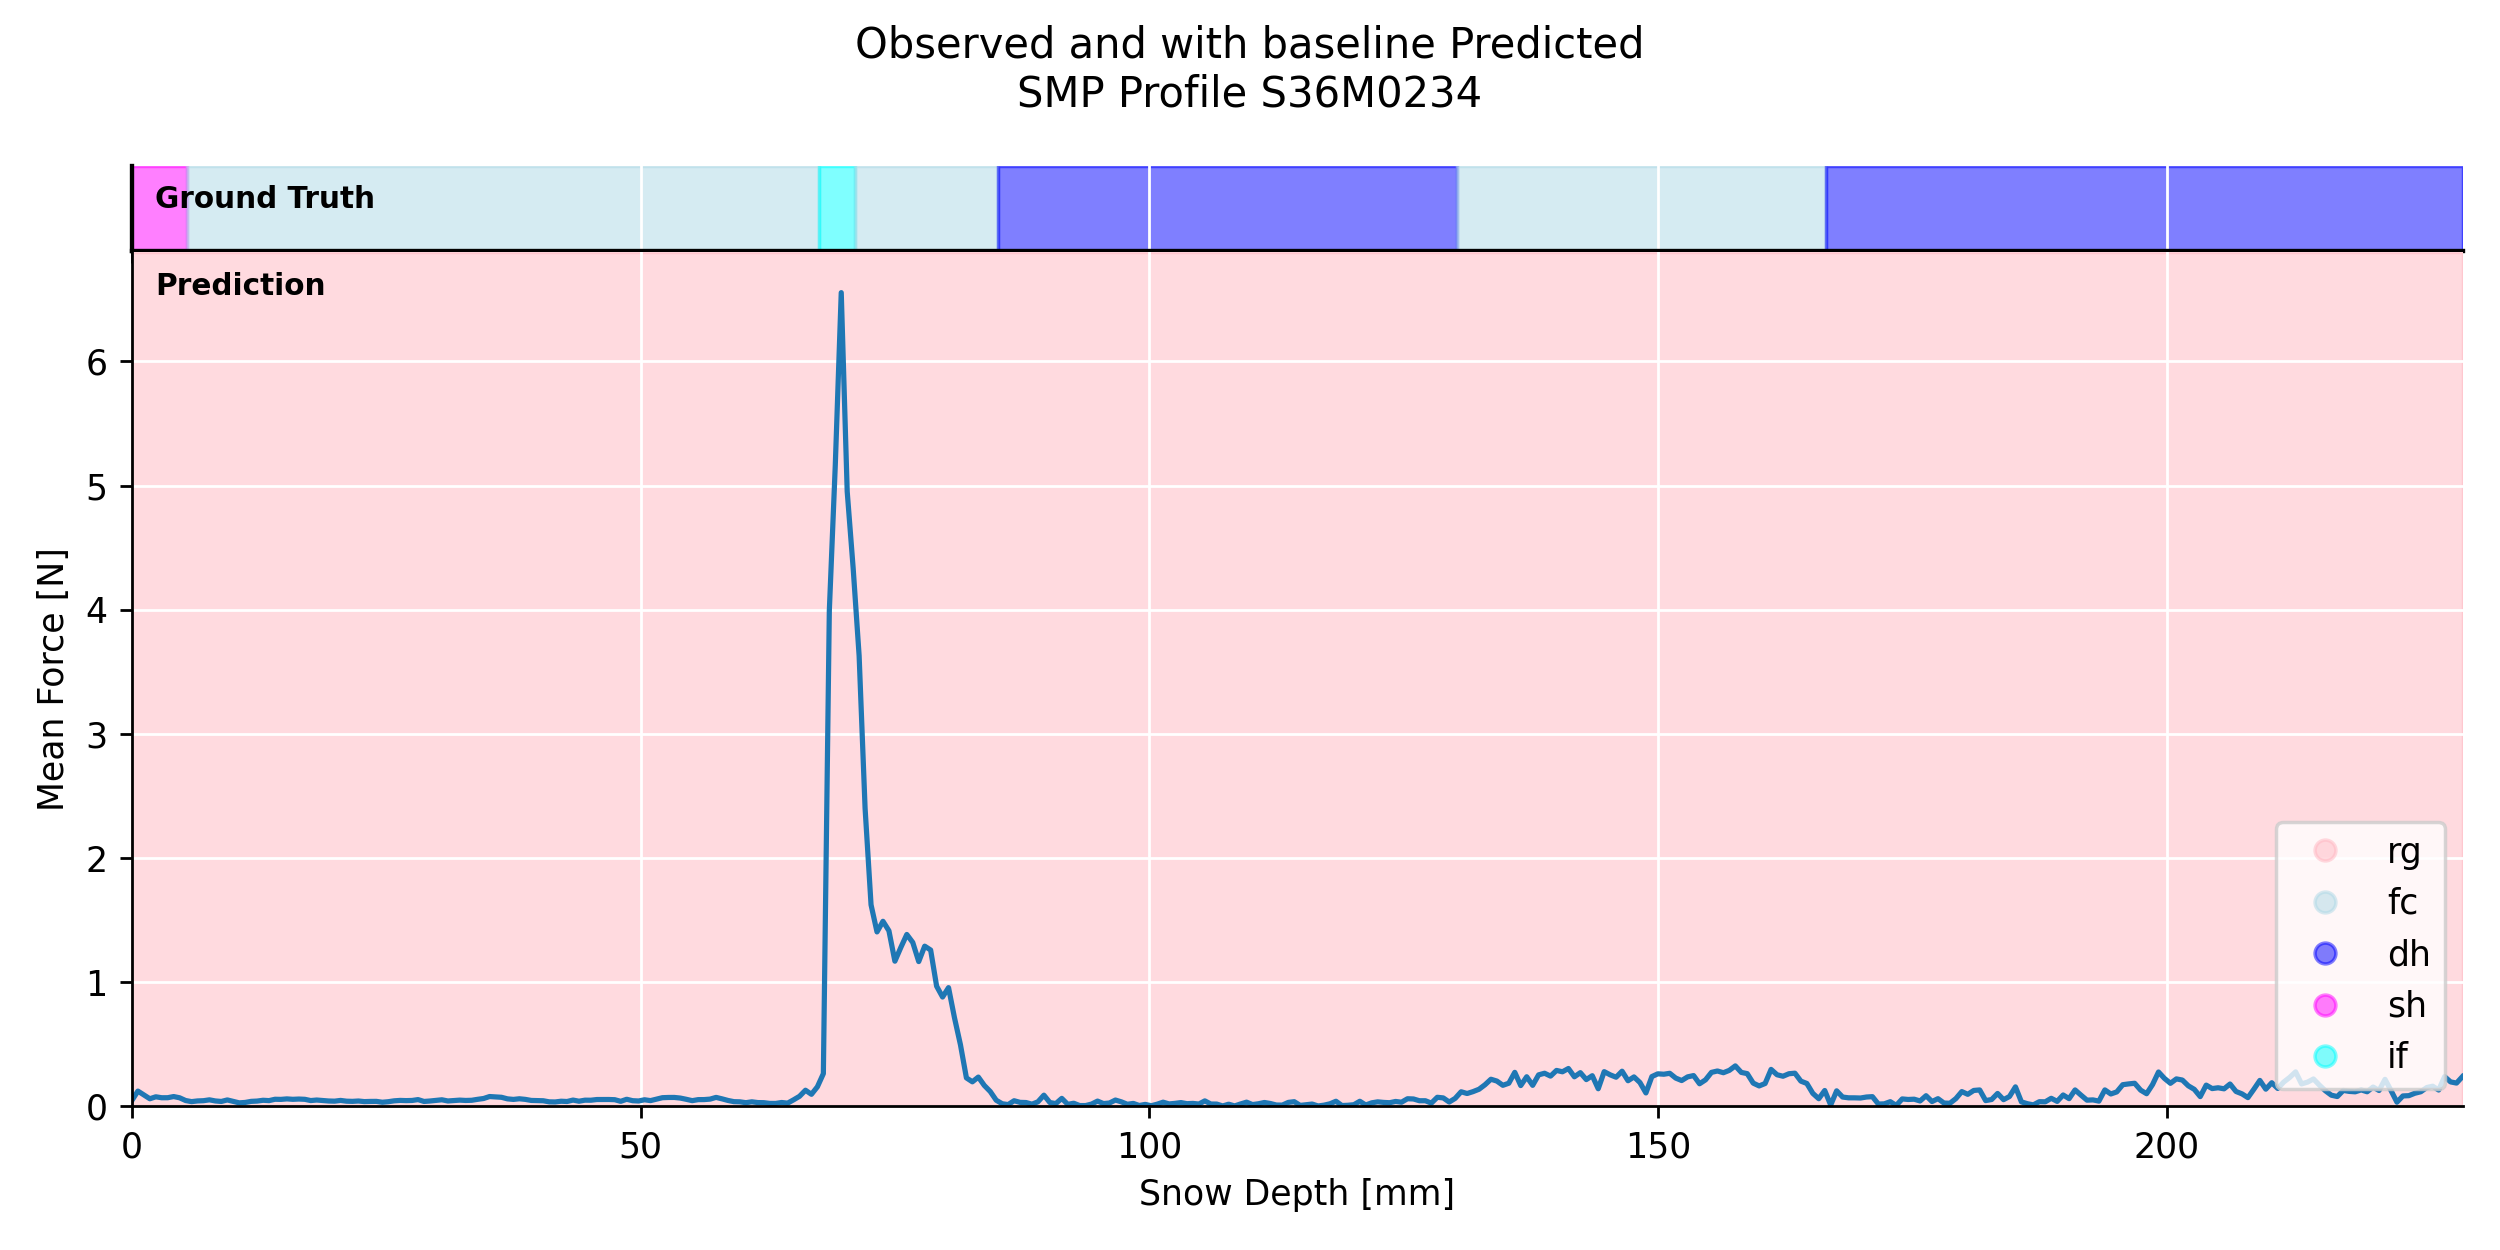 Observed and with baseline Predicted
SMP Profile S36M0234
Ground Truth
Prediction
6
5
4
3
2
1
0
Mean Force [N]
rg
fc
dh
sh
if
0 50 100 150 200
Snow Depth [mm]